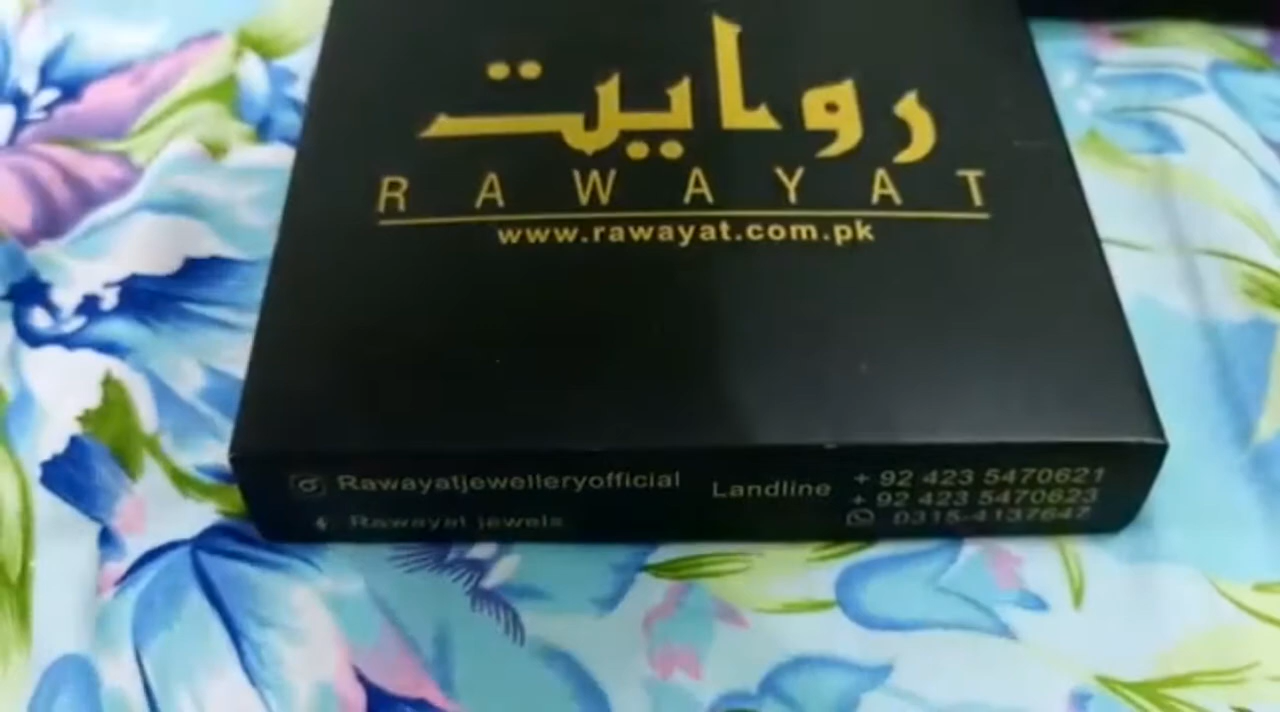 روایت
RAWAYAT
www.rawayat.com.pk
Rawayatjewelleryofficial
Rawayat jewels
Landline + 92 423 5470621
+ 92 423 5470623
0315-4137647